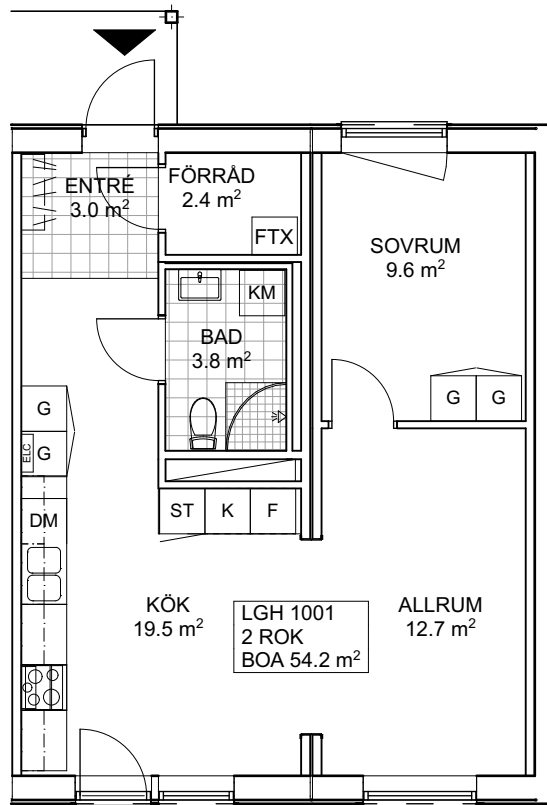 ENTRÉ
3.0 m²
FÖRRÅD
2.4 m²
FTX
SOVRUM
9.6 m²
KM
BAD
3.8 m²
G
G
G
ELC
G
ST
K
F
DM
KÖK
19.5 m²
LGH 1001
2 ROK
BOA 54.2 m²
ALLRUM
12.7 m²